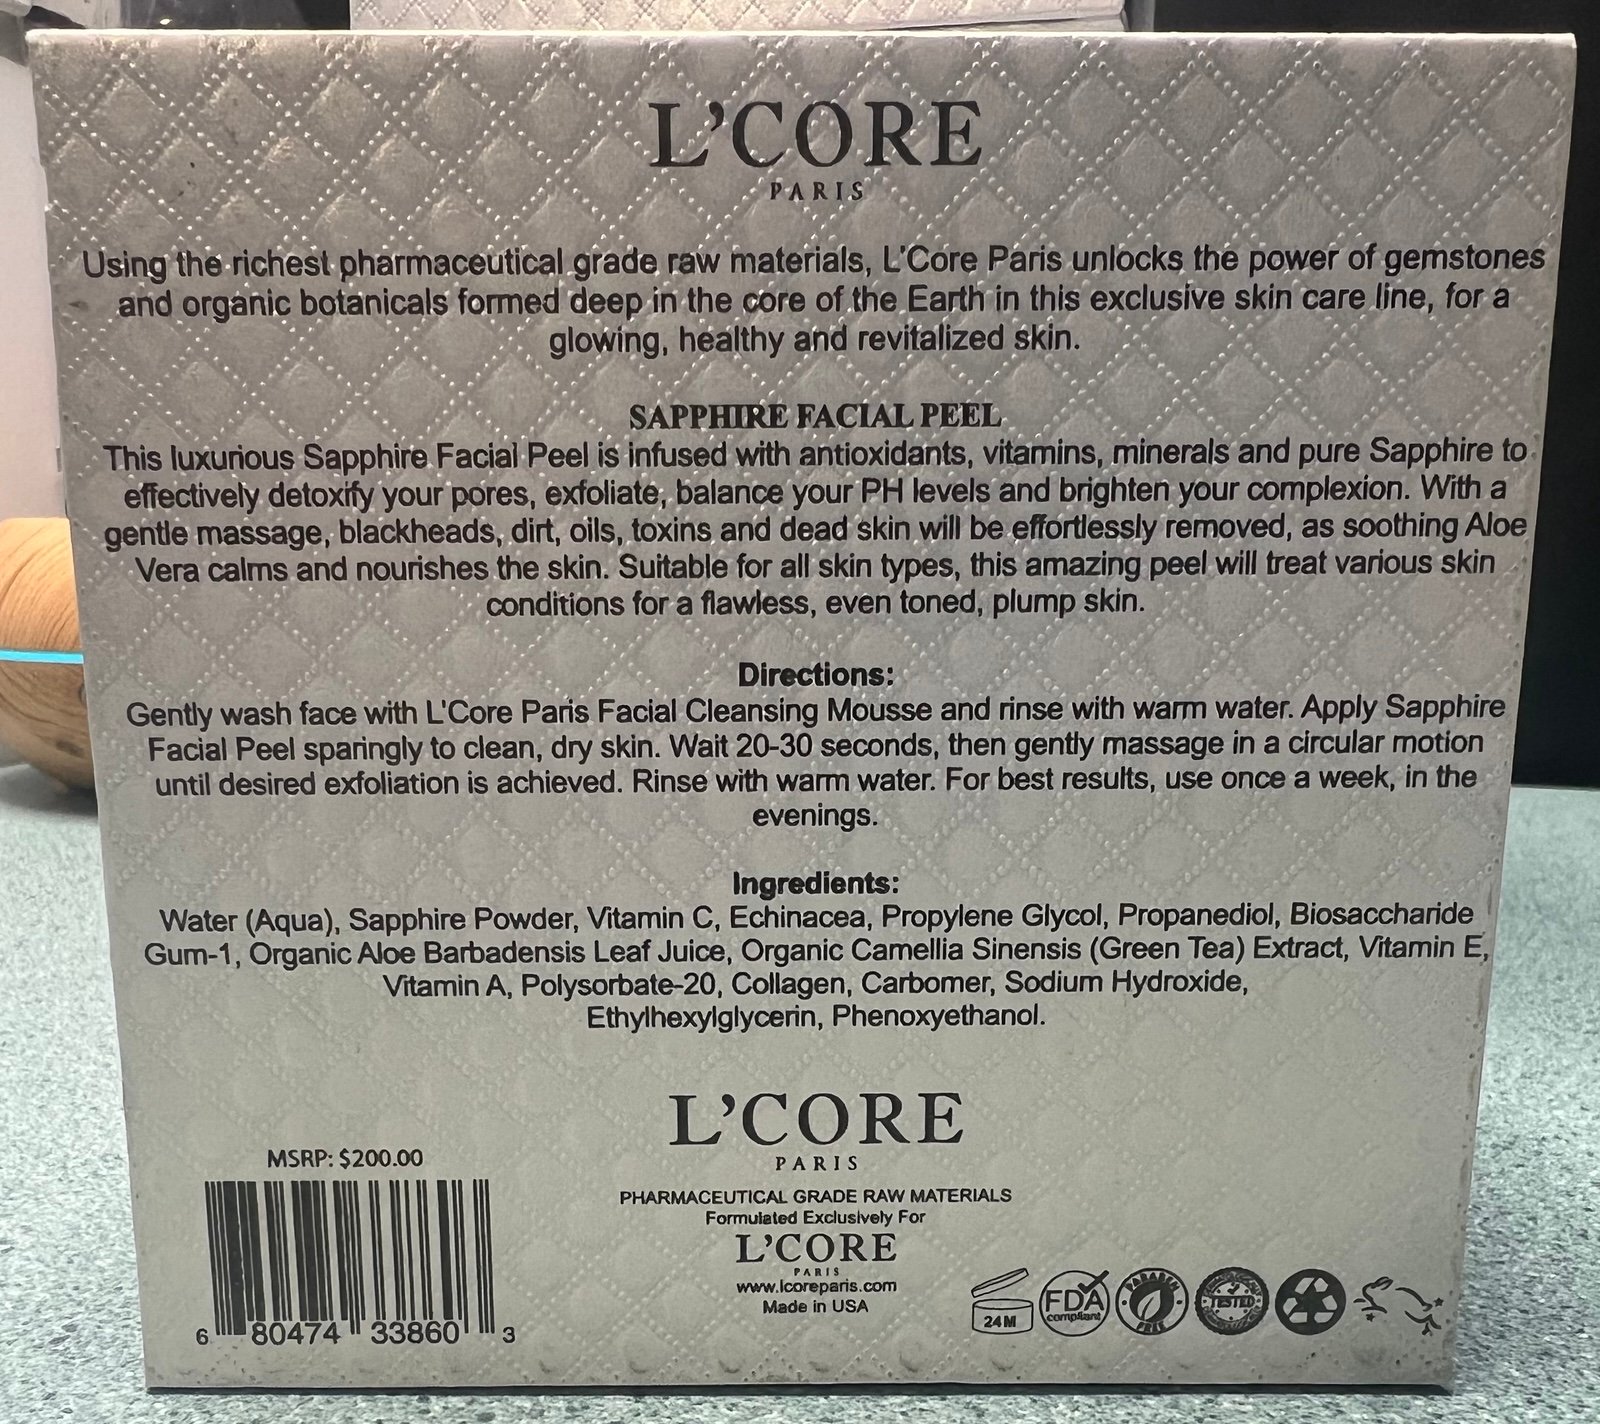 L'CORE
PARIS
Using the richest pharmaceutical grade raw materials, L'Core Paris unlocks the power of gemstones
and organic botanicals formed deep in the core of the Earth in this exclusive skin care line, for a
glowing, healthy and revitalized skin.
SAPPHIRE FACIAL PEEL
This luxurious Sapphire Facial Peel is infused with antioxidants, vitamins, minerals and pure Sapphire to
effectively detoxify your pores, exfoliate, balance your PH levels and brighten your complexion. With a
gentle massage, blackheads, dirt, oils, toxins and dead skin will be effortlessly removed, as soothing Aloe
Vera calms and nourishes the skin. Suitable for all skin types, this amazing peel will treat various skin
conditions for a flawless, even toned, plump skin.
Directions:
Gently wash face with L'Core Paris Facial Cleansing Mousse and rinse with warm water. Apply Sapphire
Facial Peel sparingly to clean, dry skin. Wait 20-30 seconds, then gently massage in a circular motion
until desired exfoliation is achieved. Rinse with warm water. For best results, use once a week, in the
evenings.
Ingredients:
Water (Aqua), Sapphire Powder, Vitamin C, Echinacea, Propylene Glycol, Propanediol, Biosaccharide
Gum-1, Organic Aloe Barbadensis Leaf Juice, Organic Camellia Sinensis (Green Tea) Extract, Vitamin E,
Vitamin A, Polysorbate-20, Collagen, Carbomer, Sodium Hydroxide,
Ethylhexylglycerin, Phenoxyethanol.
L'CORE
PARIS
MSRP: $200.00
6 80474 33860 3
PHARMACEUTICAL GRADE RAW MATERIALS
Formulated Exclusively For
L'CORE
PARIS
www.lcoreparis.com
Made in USA
24M
FDA
compliant
PARABEN
FREE
TESTED